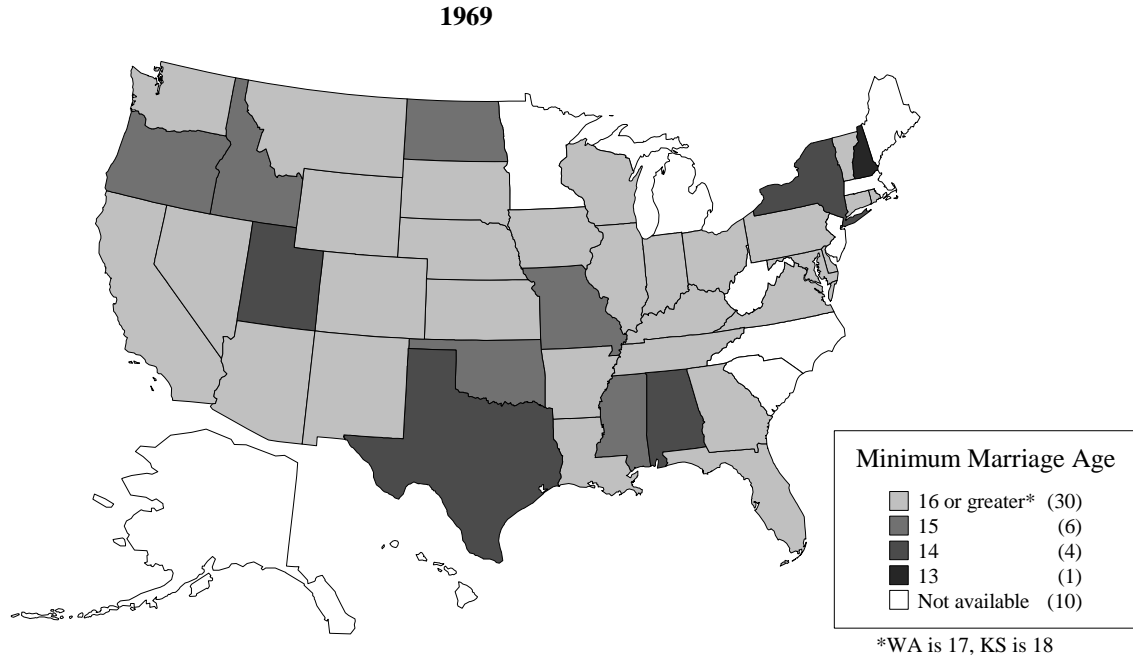 1969
Minimum Marriage Age
16 or greater* (30)
15 (6)
14 (4)
13 (1)
Not available (10)
*WA is 17, KS is 18